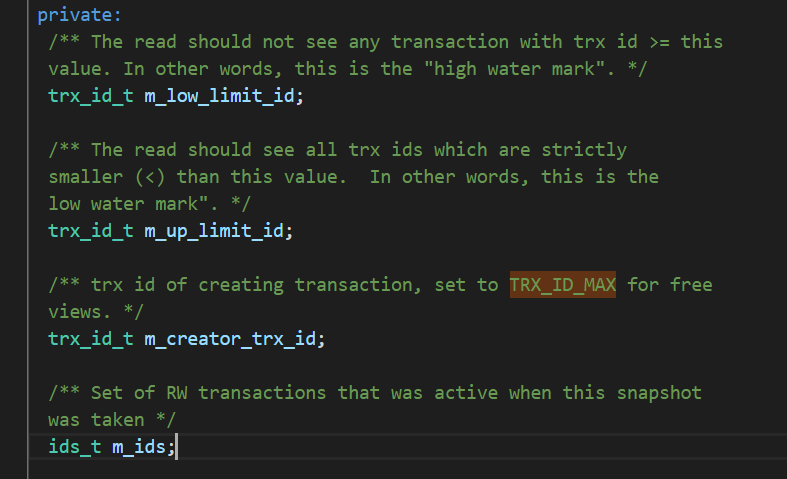 private:
/** The read should not see any transaction with trx id >= this
value. In other words, this is the "high water mark". */
trx_id_t m_low_limit_id;
/** The read should see all trx ids which are strictly
smaller (<) than this value.  In other words, this is the
low water mark". */
trx_id_t m_up_limit_id;
/** trx id of creating transaction, set to TRX_ID_MAX for free
views. */
trx_id_t m_creator_trx_id;
/** Set of RW transactions that was active when this snapshot
was taken */
ids_t m_ids;